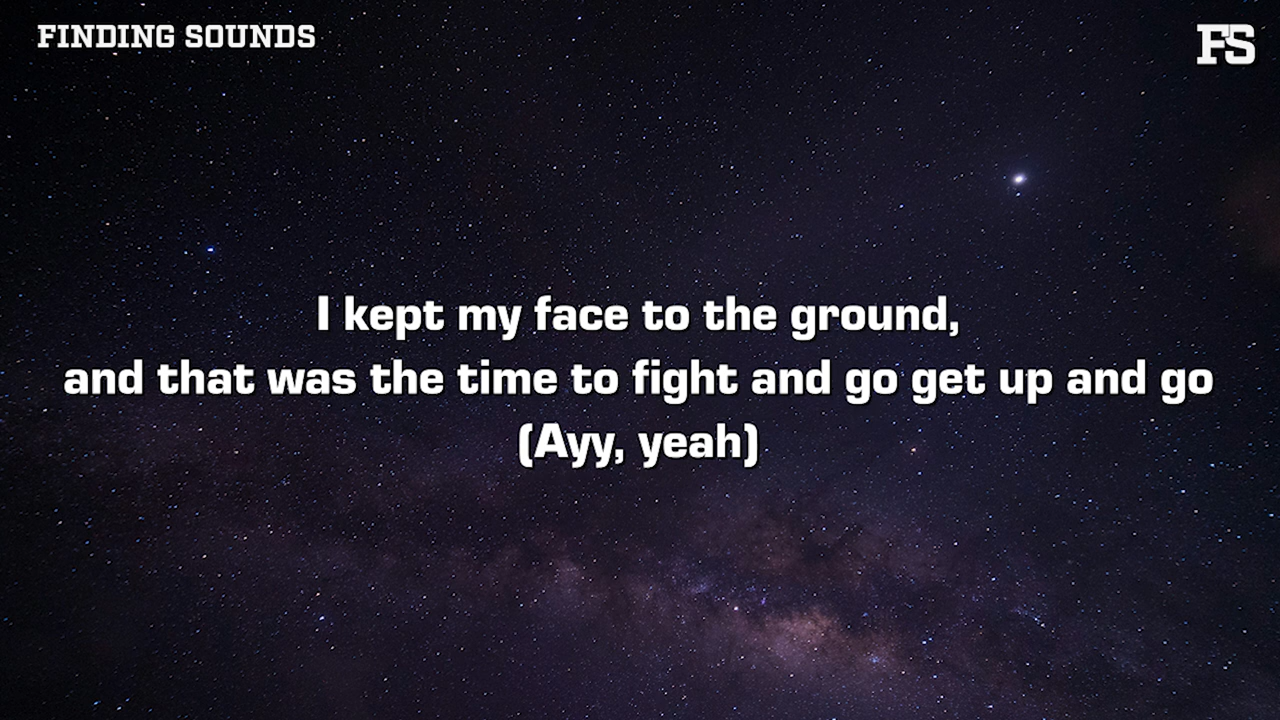 FINDING SOUNDS
FS
I kept my face to the ground,
and that was the time to fight and go get up and go
(Ayy, yeah)